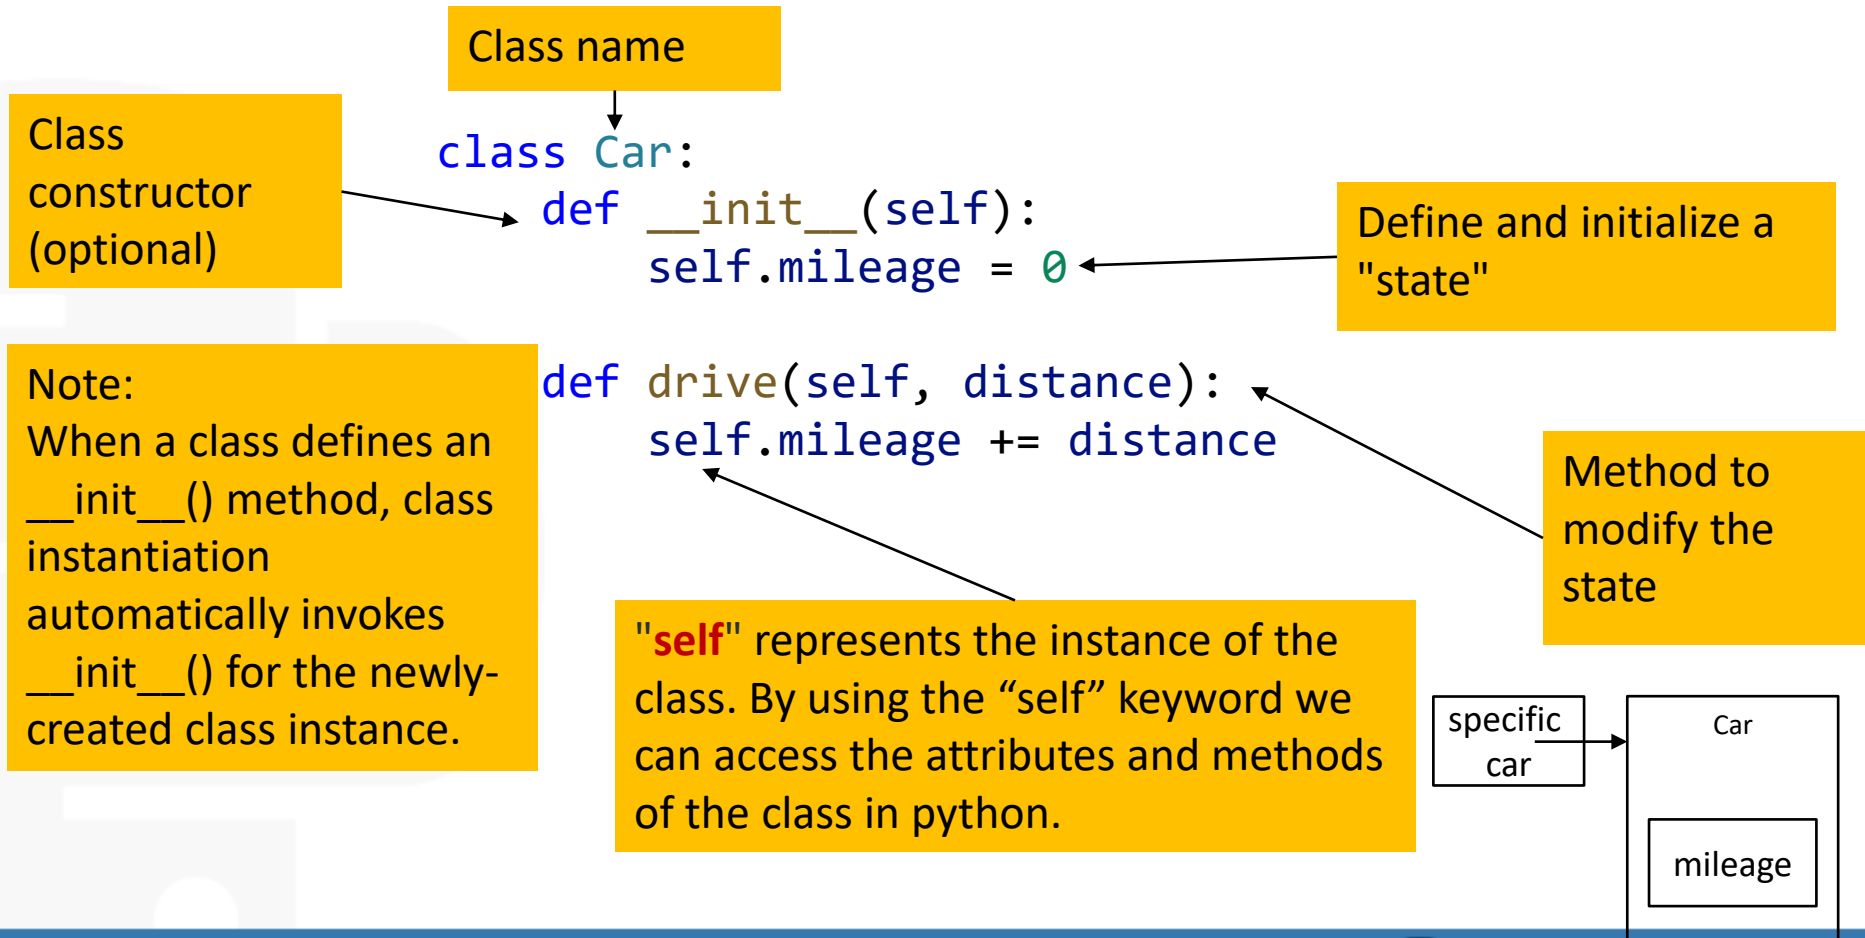 Class name
Class
constructor
(optional)
class Car:
def __init__(self):
self.mileage = 0
Define and initialize a
"state"
Note:
When a class defines an
__init__() method, class
instantiation
automatically invokes
__init__() for the newly-
created class instance.
def drive(self, distance):
self.mileage += distance
Method to
modify the
state
"self" represents the instance of the
class. By using the “self” keyword we
can access the attributes and methods
of the class in python.
specific
car
Car
mileage